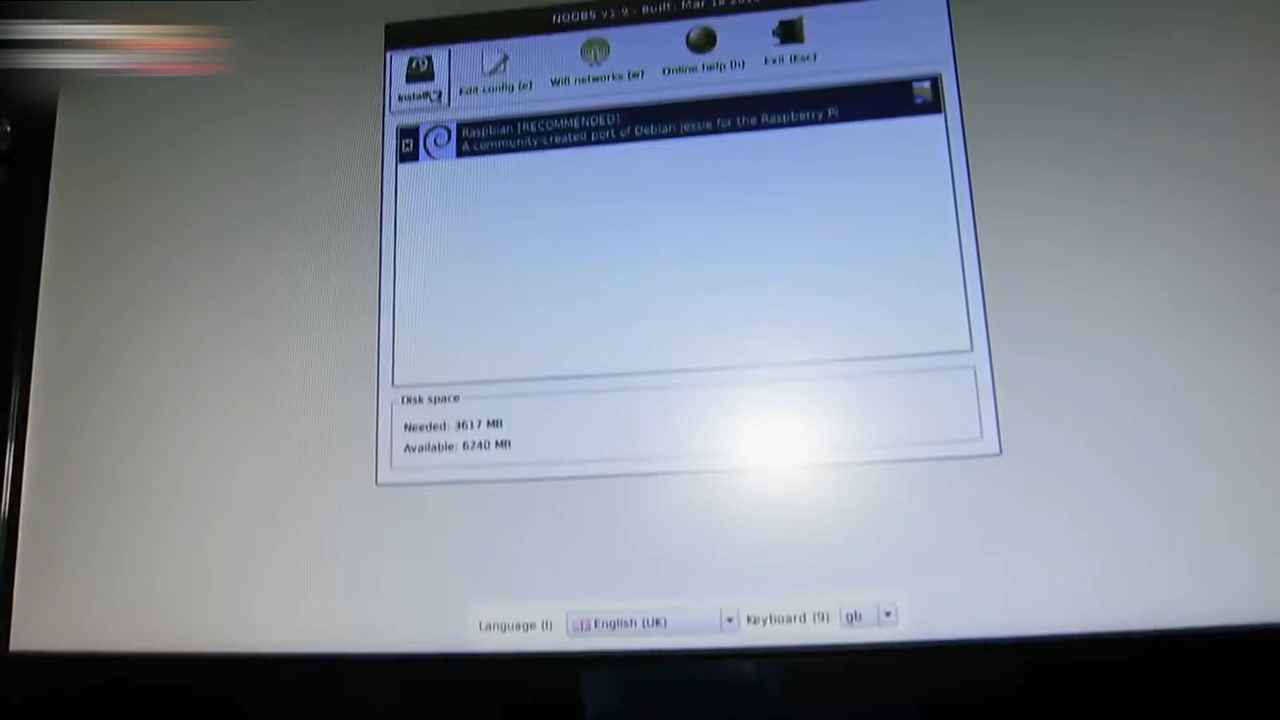 NOOBS v1.9 - Built: Mar 18
Install
Edit config (e)
Wifi networks (w)
Online help (h)
Exit (Esc)
Raspbian [RECOMMENDED]
A community-created port of Debian jessie for the Raspberry Pi
Disk space
Needed: 3617 MB
Available: 6240 MB
Language (l)
English (UK)
Keyboard (9)
gb